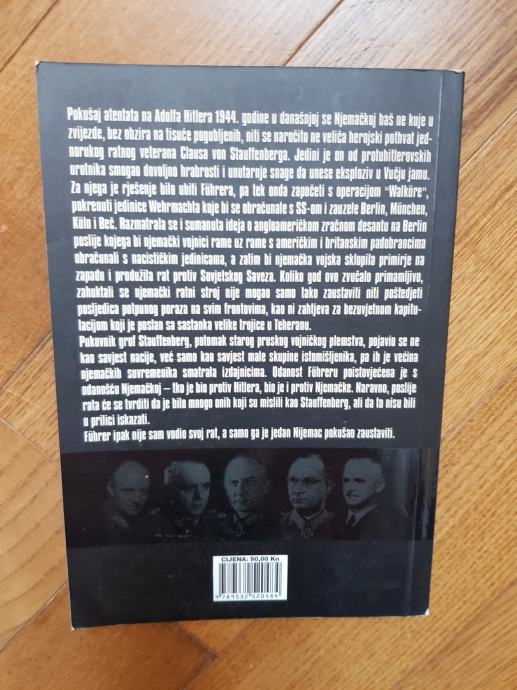 Pokušaj atentata na Adolfa Hitlera 1944. godine u današnjoj se Njemačkoj baš ne kuje u
zvijezde, bez obzira na tisuće pogubljenih, niti se naročito ne veliča herojski pothvat jed-
norukog ratnog veterana Clausa von Stauffenberga. Jedini je on od protuhitlerovskih
urotnika smogao dovoljno hrabrosti i unutarnje snage da unese eksploziv u Vučju jamu.
Za njega je rješenje bilo ubiti Führera, pa tek onda započeti s operacijom "Walküre",
pokrenuti jedinice Wehrmachta koje bi se obračunale s SS-om i zauzele Berlin, München,
Köln i Beč. Razmatrala se i sumanuta ideja o angloameričkom zračnom desantu na Berlin
poslije kojega bi njemački vojnici rame uz rame s američkim i britanskim padobrancima
obračunali s nacističkim jedinicama, a zatim bi njemačka vojska sklopila primirje na
zapadu i produžila rat protiv Sovjetskog Saveza. Koliko god ovo zvučalo primamljivo,
zahuktali se njemački ratni stroj nije mogao samo tako zaustaviti niti poštedjeti
posljedica potpunog poraza na svim frontovima, kao ni zahtjeva za bezuvjetnom kapitu-
lacijom koji je poslan sa sastanka velike trojice u Teheranu.
Pukovnik grof Stauffenberg, potomak starog pruskog vojničkog plemstva, pojavio se ne
kao savjest nacije, već samo kao savjest male skupine istomišljenika, pa ih je većina
njemačkih suvremenika smatrala izdajnicima. Odanost Führeru poistovjećena je s
odanošću Njemačkoj – tko je bio protiv Hitlera, bio je i protiv Njemačke. Naravno, poslije
rata će se tvrditi da je bilo mnogo onih koji su mislili kao Stauffenberg, ali da to nisu bili
u prilici iskazati.
Führer ipak nije sam vodio svoj rat, a samo ga je jedan Nijemac pokušao zaustaviti.
CIJENA: 90,00 Kn
9 789532 520484